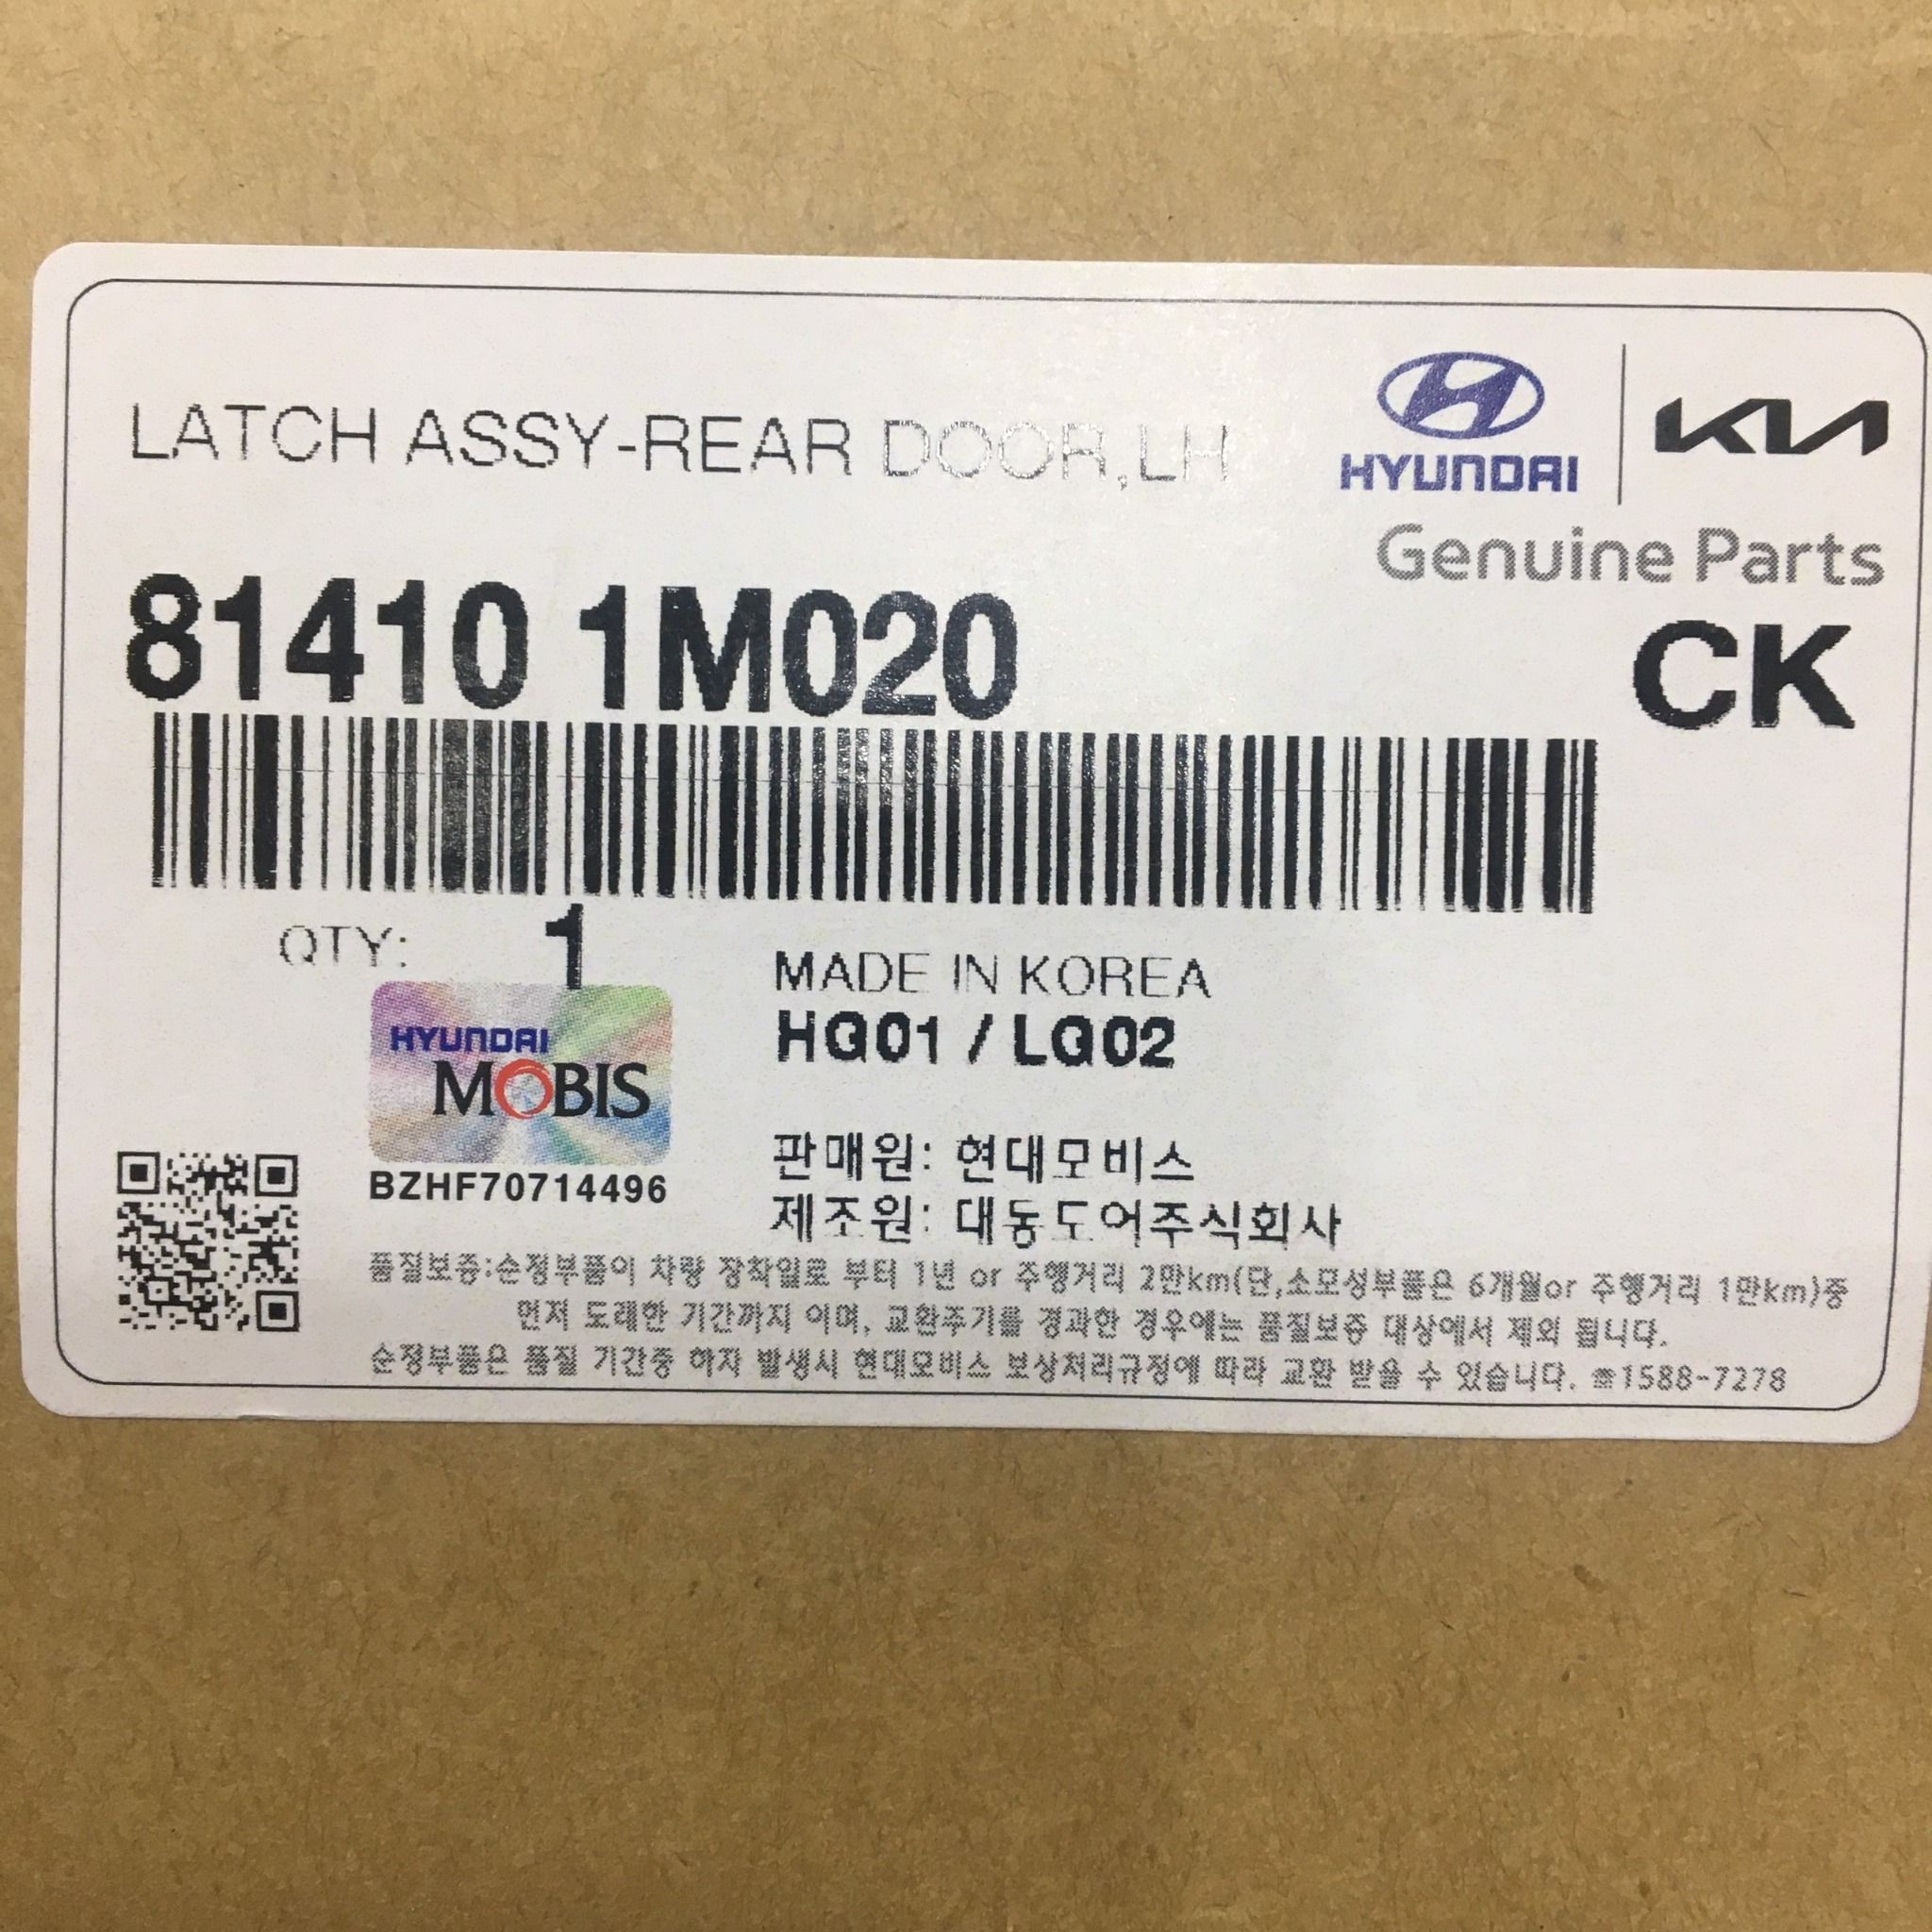 LATCH ASSY-REAR DOOR,LH
HYUNDAI
KIA
Genuine Parts
81410 1M020
CK
QTY: 1
MADE IN KOREA
HG01 / LG02
HYUNDAI
MOBIS
BZHF70714496
판매원: 현대모비스
제조원: 대동도어주식회사
품질보증:순정부품이 차량 장착일로 부터 1년 or 주행거리 2만km(단,소모성부품은 6개월or 주행거리 1만km)중
먼저 도래한 기간까지 이며, 교환주기를 경과한 경우에는 품질보증 대상에서 제외 됩니다.
순정부품은 품질 기간중 하자 발생시 현대모비스 보상처리규정에 따라 교환 받을 수 있습니다. ☏1588-7278